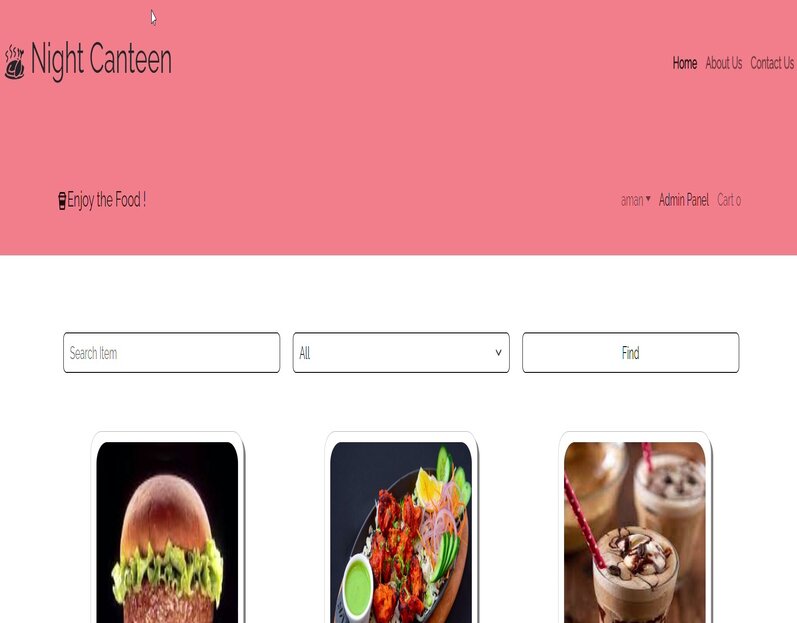 Night Canteen
Home About Us Contact Us
Enjoy the Food !
aman Admin Panel Cart 0
Search Item
All
Find